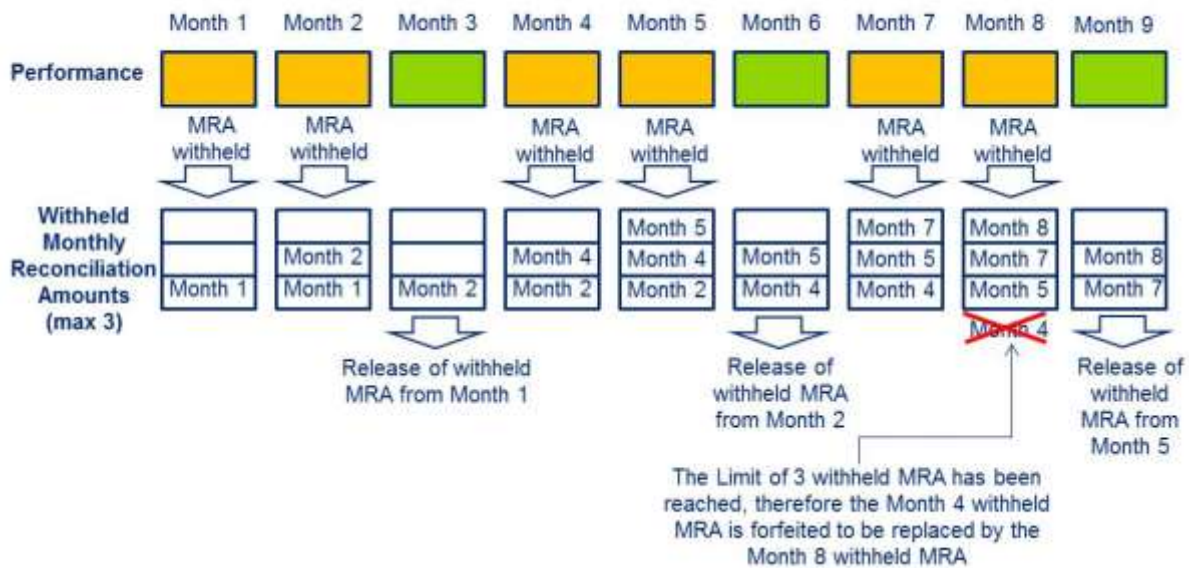 Month 1 Month 2 Month 3 Month 4 Month 5 Month 6 Month 7 Month 8 Month 9
Performance
MRA withheld
MRA withheld
MRA withheld
MRA withheld
MRA withheld
MRA withheld
Withheld
Monthly
Reconciliation
Amounts
(max 3)
Month 5 Month 7 Month 8
Month 2 Month 4 Month 4 Month 5 Month 5 Month 7 Month 8
Month 1 Month 1 Month 2 Month 2 Month 2 Month 4 Month 4 Month 5 Month 7
Month 4
Release of withheld
MRA from Month 1
Release of
withheld MRA
from Month 2
Release of
withheld
MRA from
Month 5
The Limit of 3 withheld MRA has been
reached, therefore the Month 4 withheld
MRA is forfeited to be replaced by the
Month 8 withheld MRA